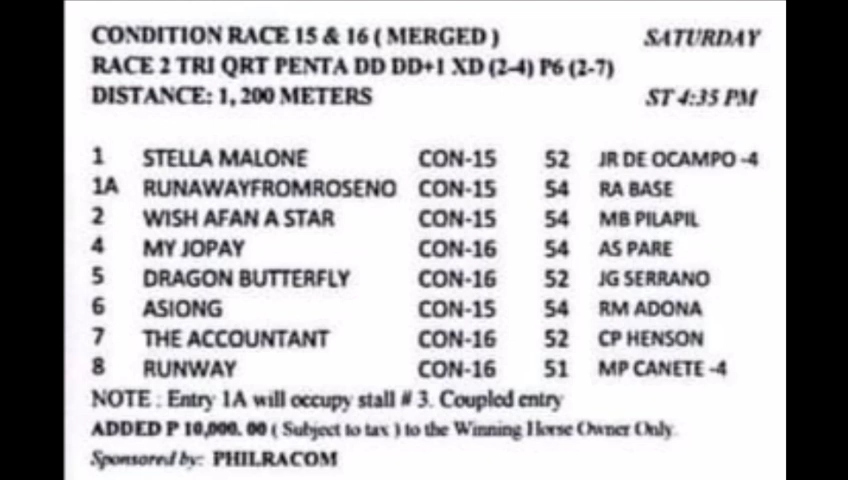 CONDITION RACE 15 & 16 ( MERGED ) SATURDAY
RACE 2 TRI QRT PENTA DD DD+1 XD (2-4) P6 (2-7)
DISTANCE: 1, 200 METERS ST 4:35 PM
1 STELLA MALONE CON-15 52 JR DE OCAMPO -4
1A RUNAWAYFROMROSENO CON-15 54 RA BASE
2 WISH AFAN A STAR CON-15 54 MB PILAPIL
4 MY JOPAY CON-16 54 AS PARE
5 DRAGON BUTTERFLY CON-16 52 JG SERRANO
6 ASIONG CON-15 54 RM ADONA
7 THE ACCOUNTANT CON-16 52 CP HENSON
8 RUNWAY CON-16 51 MP CANETE -4
NOTE : Entry 1A will occupy stall # 3. Coupled entry
ADDED P 10,000. 00 ( Subject to tax ) to the Winning Horse Owner Only.
Sponsored by: PHILRACOM